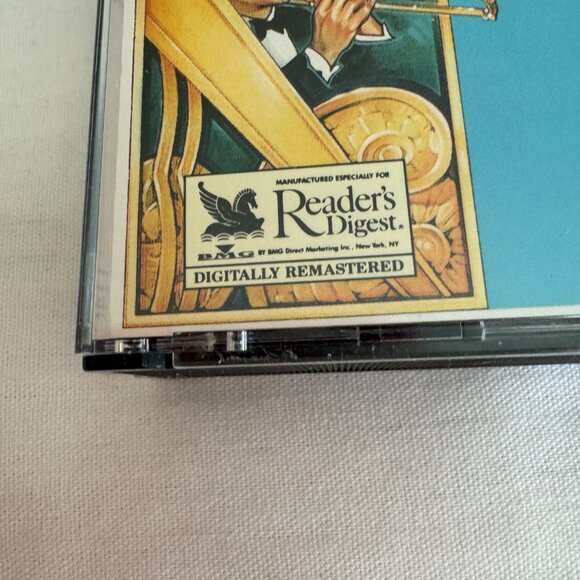 MANUFACTURED ESPECIALLY FOR
Reader's
Digest®
BMG BY BMG Direct Marketing Inc., New York, NY
DIGITALLY REMASTERED